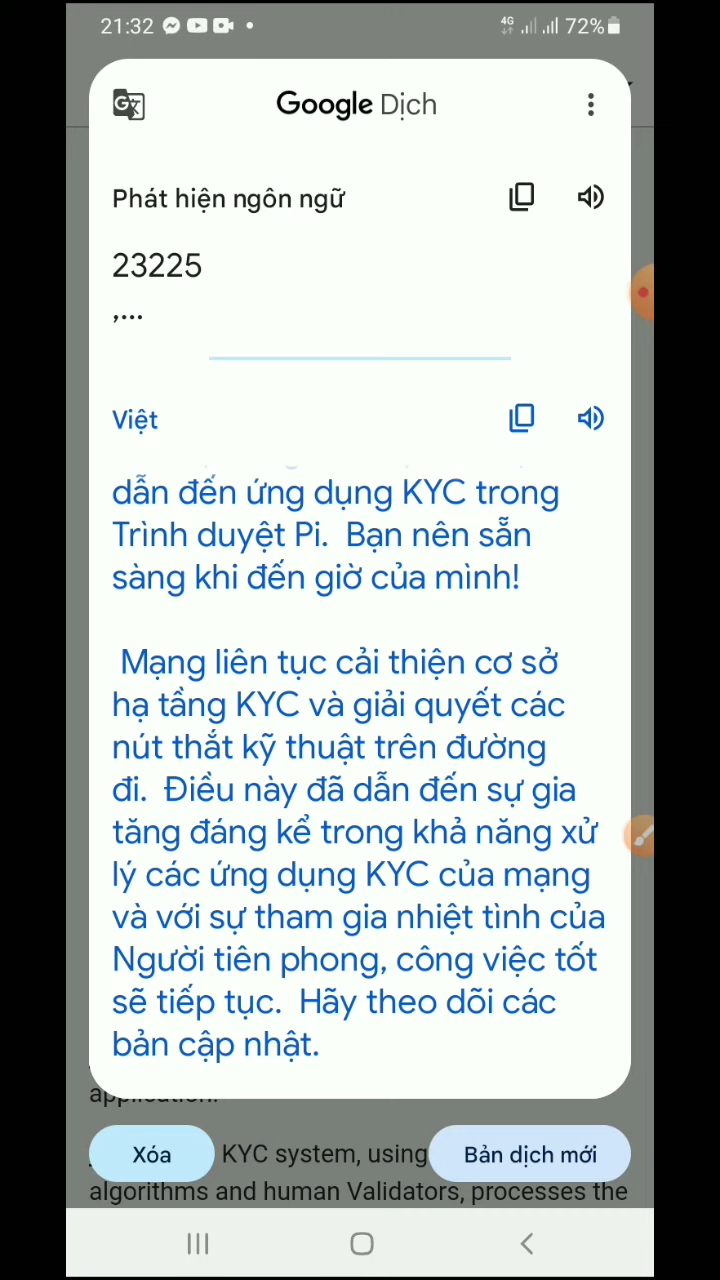 21:32
4G 72%
Google Dịch
Phát hiện ngôn ngữ
23225
,...
Việt
dẫn đến ứng dụng KYC trong
Trình duyệt Pi.  Bạn nên sẵn
sàng khi đến giờ của mình!
Mạng liên tục cải thiện cơ sở
hạ tầng KYC và giải quyết các
nút thắt kỹ thuật trên đường
đi.  Điều này đã dẫn đến sự gia
tăng đáng kể trong khả năng xử
lý các ứng dụng KYC của mạng
và với sự tham gia nhiệt tình của
Người tiên phong, công việc tốt
sẽ tiếp tục.  Hãy theo dõi các
bản cập nhật.
application.
Xóa
KYC system, using
Bản dịch mới
algorithms and human Validators, processes the